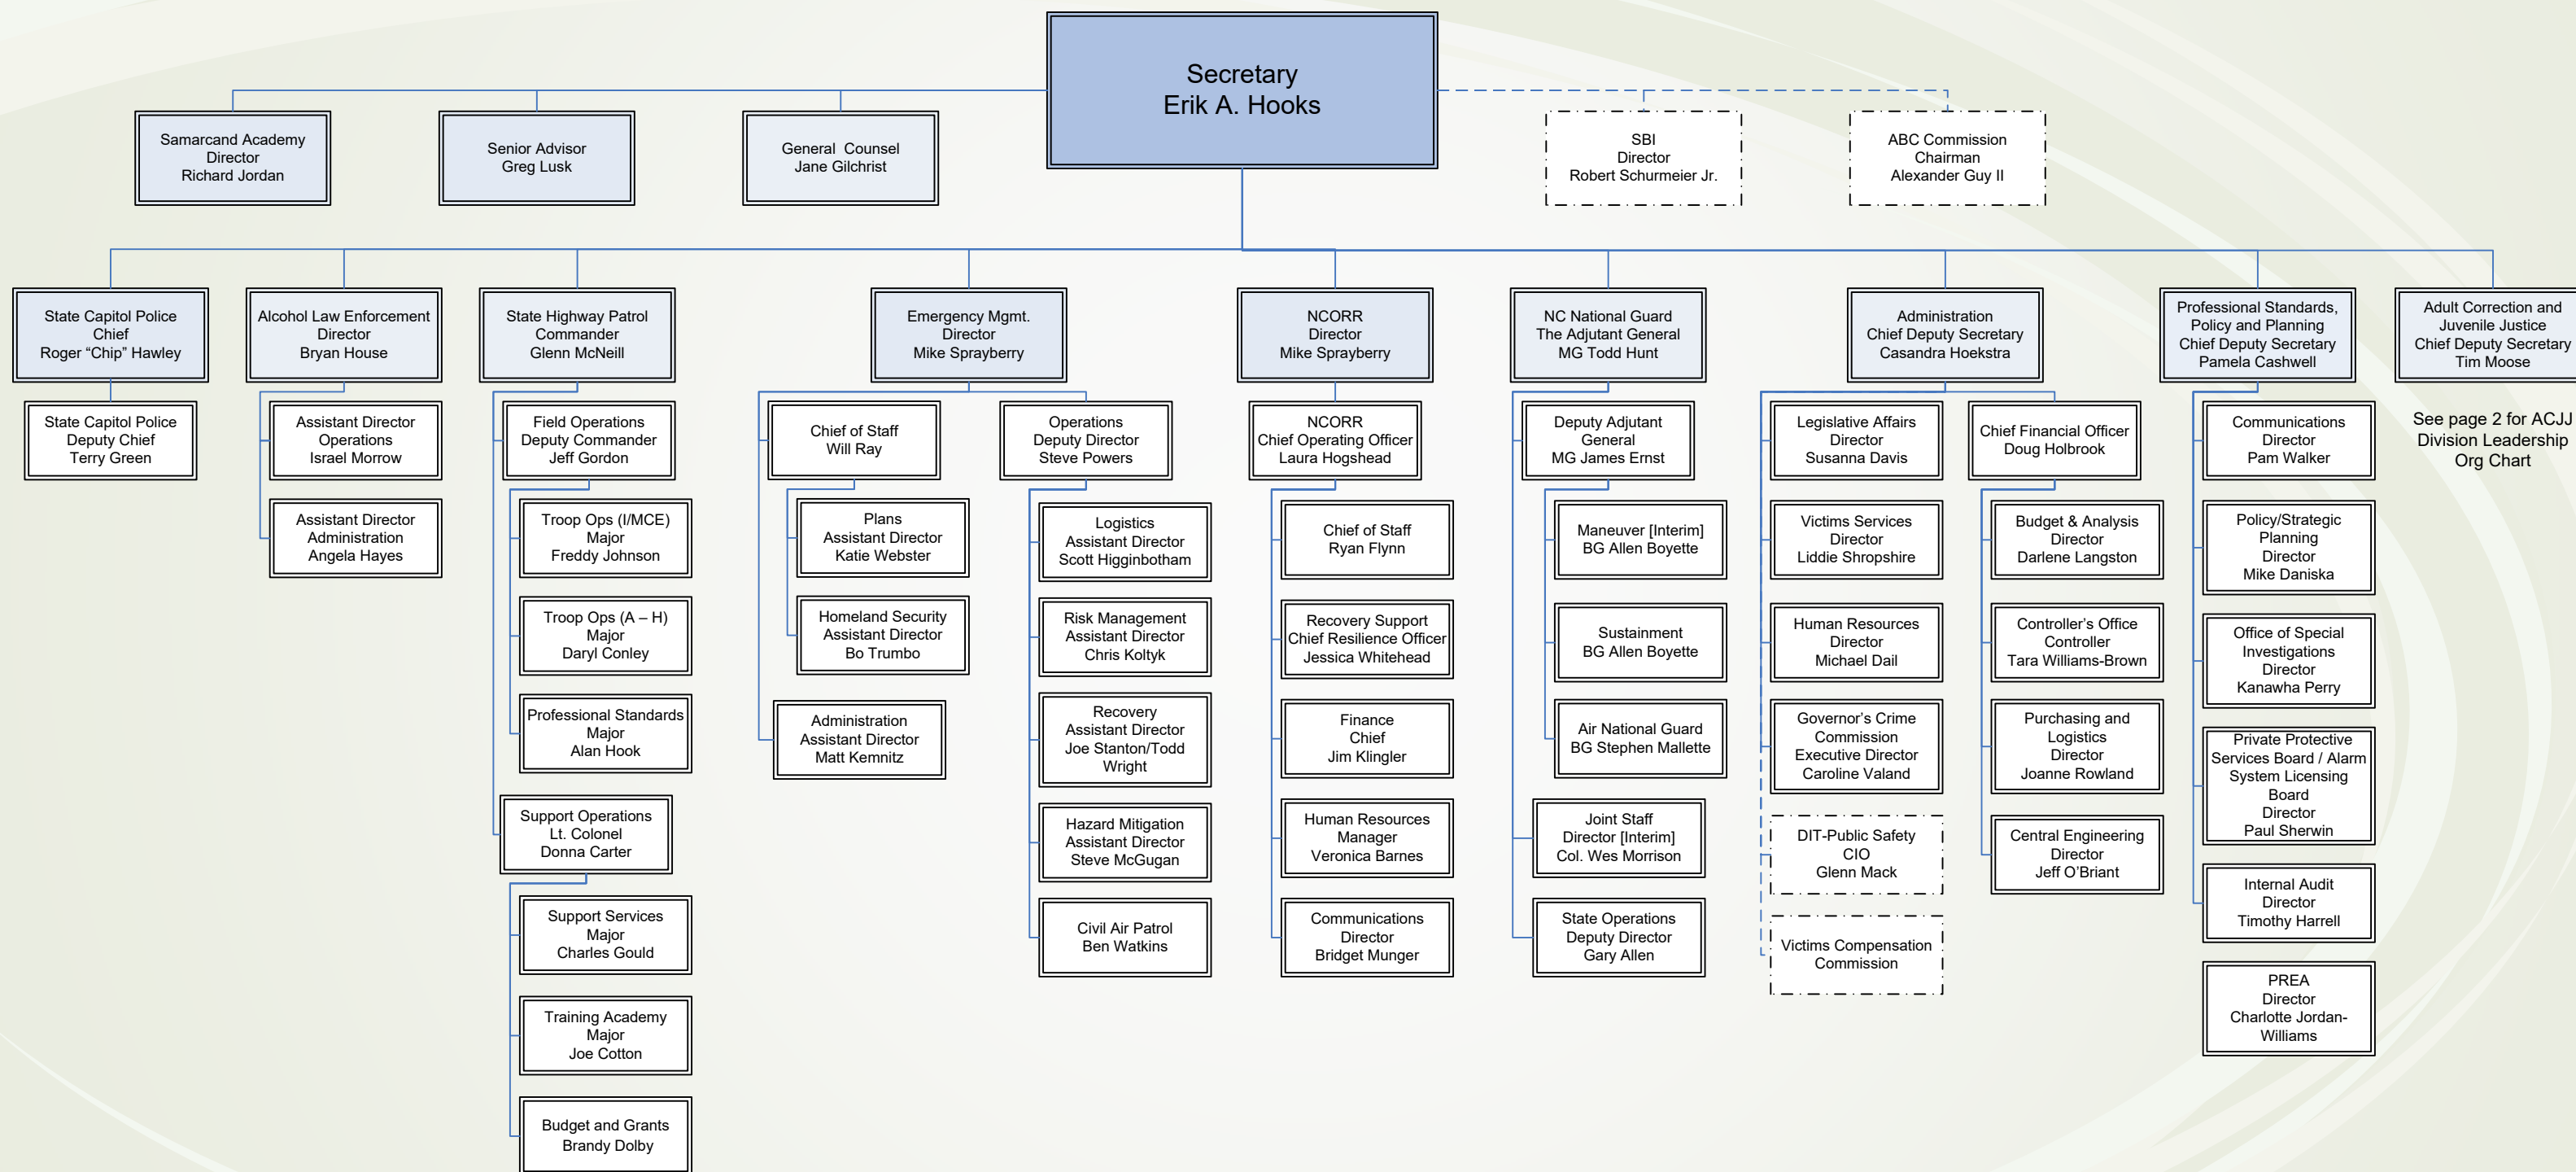 Secretary
Erik A. Hooks
Samarcand Academy
Director
Richard Jordan
Senior Advisor
Greg Lusk
General  Counsel
Jane Gilchrist
SBI
Director
Robert Schurmeier Jr.
ABC Commission
Chairman
Alexander Guy II
State Capitol Police
Chief
Roger “Chip” Hawley
State Capitol Police
Deputy Chief
Terry Green
Alcohol Law Enforcement
Director
Bryan House
Assistant Director
Operations
Israel Morrow
Assistant Director
Administration
Angela Hayes
State Highway Patrol
Commander
Glenn McNeill
Field Operations
Deputy Commander
Jeff Gordon
Troop Ops (I/MCE)
Major
Freddy Johnson
Troop Ops (A – H)
Major
Daryl Conley
Professional Standards
Major
Alan Hook
Support Operations
Lt. Colonel
Donna Carter
Support Services
Major
Charles Gould
Training Academy
Major
Joe Cotton
Budget and Grants
Brandy Dolby
Emergency Mgmt.
Director
Mike Sprayberry
Chief of Staff
Will Ray
Plans
Assistant Director
Katie Webster
Homeland Security
Assistant Director
Bo Trumbo
Administration
Assistant Director
Matt Kemnitz
Operations
Deputy Director
Steve Powers
Logistics
Assistant Director
Scott Higginbotham
Risk Management
Assistant Director
Chris Koltyk
Recovery
Assistant Director
Joe Stanton/Todd
Wright
Hazard Mitigation
Assistant Director
Steve McGugan
Civil Air Patrol
Ben Watkins
NCORR
Director
Mike Sprayberry
NCORR
Chief Operating Officer
Laura Hogshead
Chief of Staff
Ryan Flynn
Recovery Support
Chief Resilience Officer
Jessica Whitehead
Finance
Chief
Jim Klingler
Human Resources
Manager
Veronica Barnes
Communications
Director
Bridget Munger
NC National Guard
The Adjutant General
MG Todd Hunt
Deputy Adjutant
General
MG James Ernst
Maneuver [Interim]
BG Allen Boyette
Sustainment
BG Allen Boyette
Air National Guard
BG Stephen Mallette
Joint Staff
Director [Interim]
Col. Wes Morrison
State Operations
Deputy Director
Gary Allen
Administration
Chief Deputy Secretary
Casandra Hoekstra
Legislative Affairs
Director
Susanna Davis
Victims Services
Director
Liddie Shropshire
Human Resources
Director
Michael Dail
Governor’s Crime
Commission
Executive Director
Caroline Valand
DIT-Public Safety
CIO
Glenn Mack
Victims Compensation
Commission
Chief Financial Officer
Doug Holbrook
Budget & Analysis
Director
Darlene Langston
Controller’s Office
Controller
Tara Williams-Brown
Purchasing and
Logistics
Director
Joanne Rowland
Central Engineering
Director
Jeff O’Briant
Professional Standards,
Policy and Planning
Chief Deputy Secretary
Pamela Cashwell
Communications
Director
Pam Walker
Policy/Strategic
Planning
Director
Mike Daniska
Office of Special
Investigations
Director
Kanawha Perry
Private Protective
Services Board / Alarm
System Licensing
Board
Director
Paul Sherwin
Internal Audit
Director
Timothy Harrell
PREA
Director
Charlotte Jordan-
Williams
Adult Correction and
Juvenile Justice
Chief Deputy Secretary
Tim Moose
See page 2 for ACJJ
Division Leadership
Org Chart